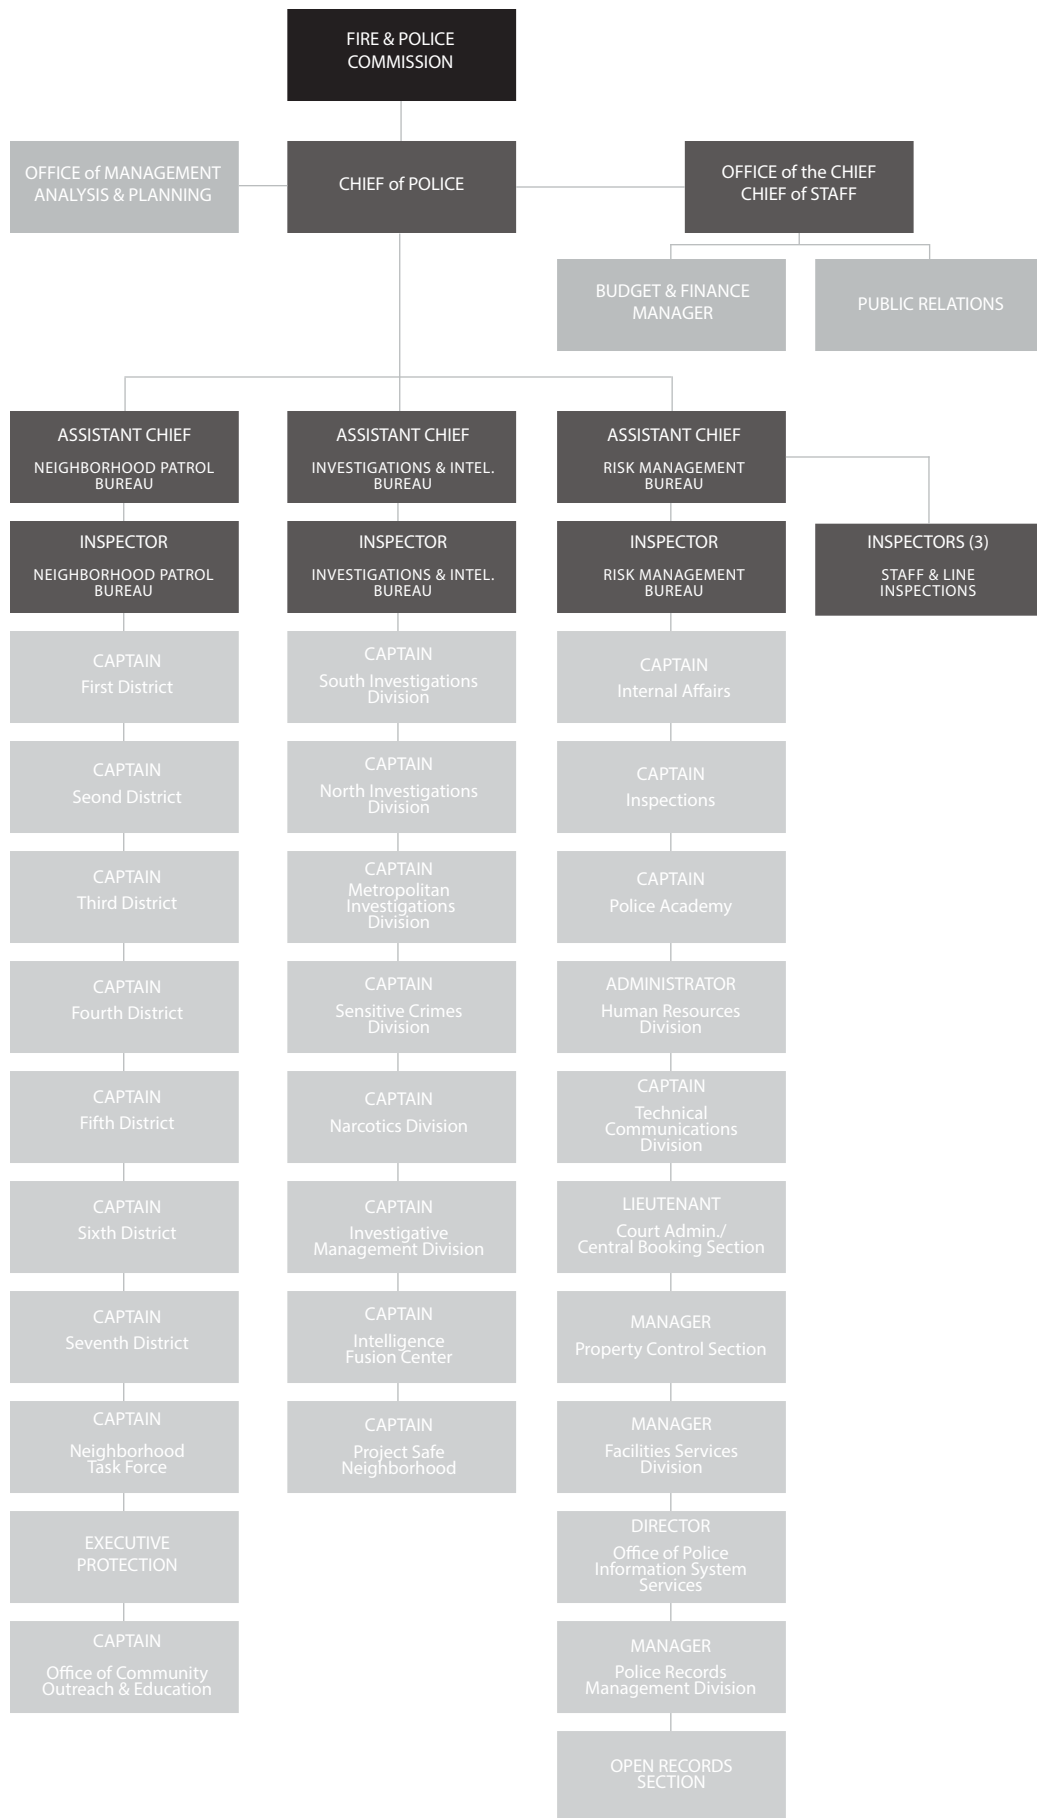 FIRE & POLICE
COMMISSION
OFFICE of MANAGEMENT
ANALYSIS & PLANNING
CHIEF of POLICE
OFFICE of the CHIEF
CHIEF of STAFF
BUDGET & FINANCE
MANAGER
PUBLIC RELATIONS
ASSISTANT CHIEF
NEIGHBORHOOD PATROL
BUREAU
ASSISTANT CHIEF
INVESTIGATIONS & INTEL.
BUREAU
ASSISTANT CHIEF
RISK MANAGEMENT
BUREAU
INSPECTOR
NEIGHBORHOOD PATROL
BUREAU
INSPECTOR
INVESTIGATIONS & INTEL.
BUREAU
INSPECTOR
RISK MANAGEMENT
BUREAU
INSPECTORS (3)
STAFF & LINE
INSPECTIONS
CAPTAIN
First District
CAPTAIN
South Investigations
Division
CAPTAIN
Internal Affairs
CAPTAIN
Seond District
CAPTAIN
North Investigations
Division
CAPTAIN
Inspections
CAPTAIN
Third District
CAPTAIN
Metropolitan
Investigations
Division
CAPTAIN
Police Academy
CAPTAIN
Fourth District
CAPTAIN
Sensitive Crimes
Division
ADMINISTRATOR
Human Resources
Division
CAPTAIN
Fifth District
CAPTAIN
Narcotics Division
CAPTAIN
Technical
Communications
Division
CAPTAIN
Sixth District
CAPTAIN
Investigative
Management Division
LIEUTENANT
Court Admin./
Central Booking Section
CAPTAIN
Seventh District
CAPTAIN
Intelligence
Fusion Center
MANAGER
Property Control Section
CAPTAIN
Neighborhood
Task Force
CAPTAIN
Project Safe
Neighborhood
MANAGER
Facilities Services
Division
EXECUTIVE
PROTECTION
DIRECTOR
Office of Police
Information System
Services
CAPTAIN
Office of Community
Outreach & Education
MANAGER
Police Records
Management Division
OPEN RECORDS
SECTION